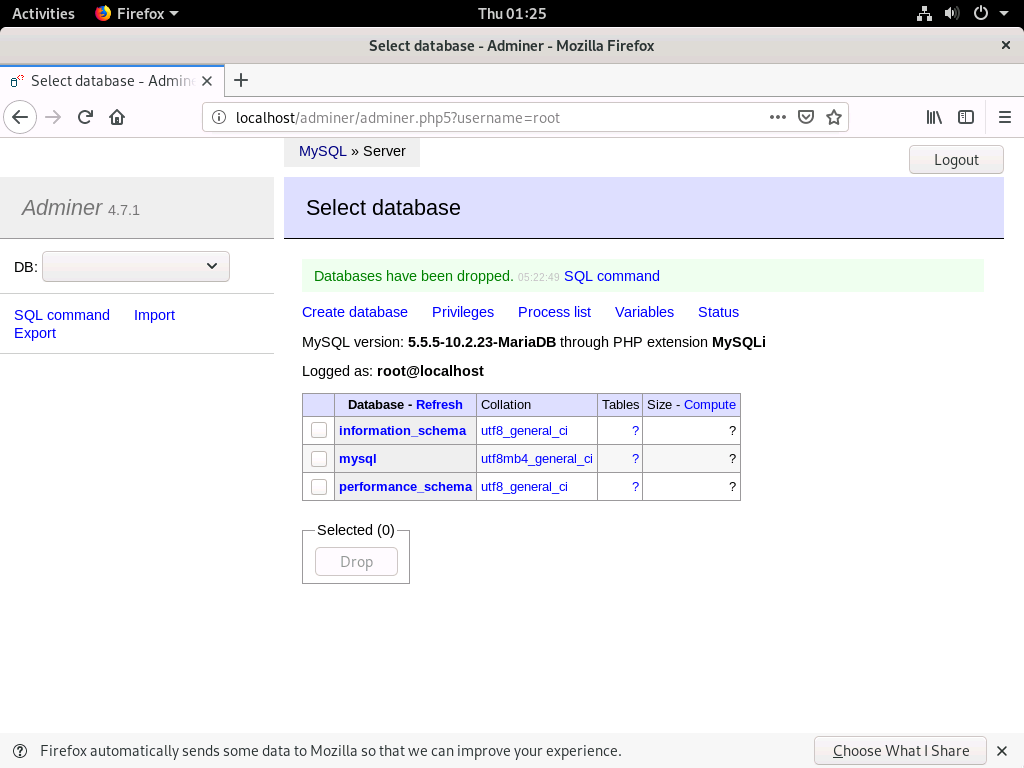 Activities Firefox Thu 01:25
Select database - Adminer - Mozilla Firefox
Select database - Admine
localhost/adminer/adminer.php5?username=root
MySQL » Server
Logout
Adminer 4.7.1
Select database
DB:
Databases have been dropped. 05:22:49 SQL command
SQL command Import
Export
Create database Privileges Process list Variables Status
MySQL version: 5.5.5-10.2.23-MariaDB through PHP extension MySQLi
Logged as: root@localhost
Database - Refresh Collation Tables Size - Compute
information_schema utf8_general_ci ? ?
mysql utf8mb4_general_ci ? ?
performance_schema utf8_general_ci ? ?
Selected (0)
Drop
Firefox automatically sends some data to Mozilla so that we can improve your experience. Choose What I Share